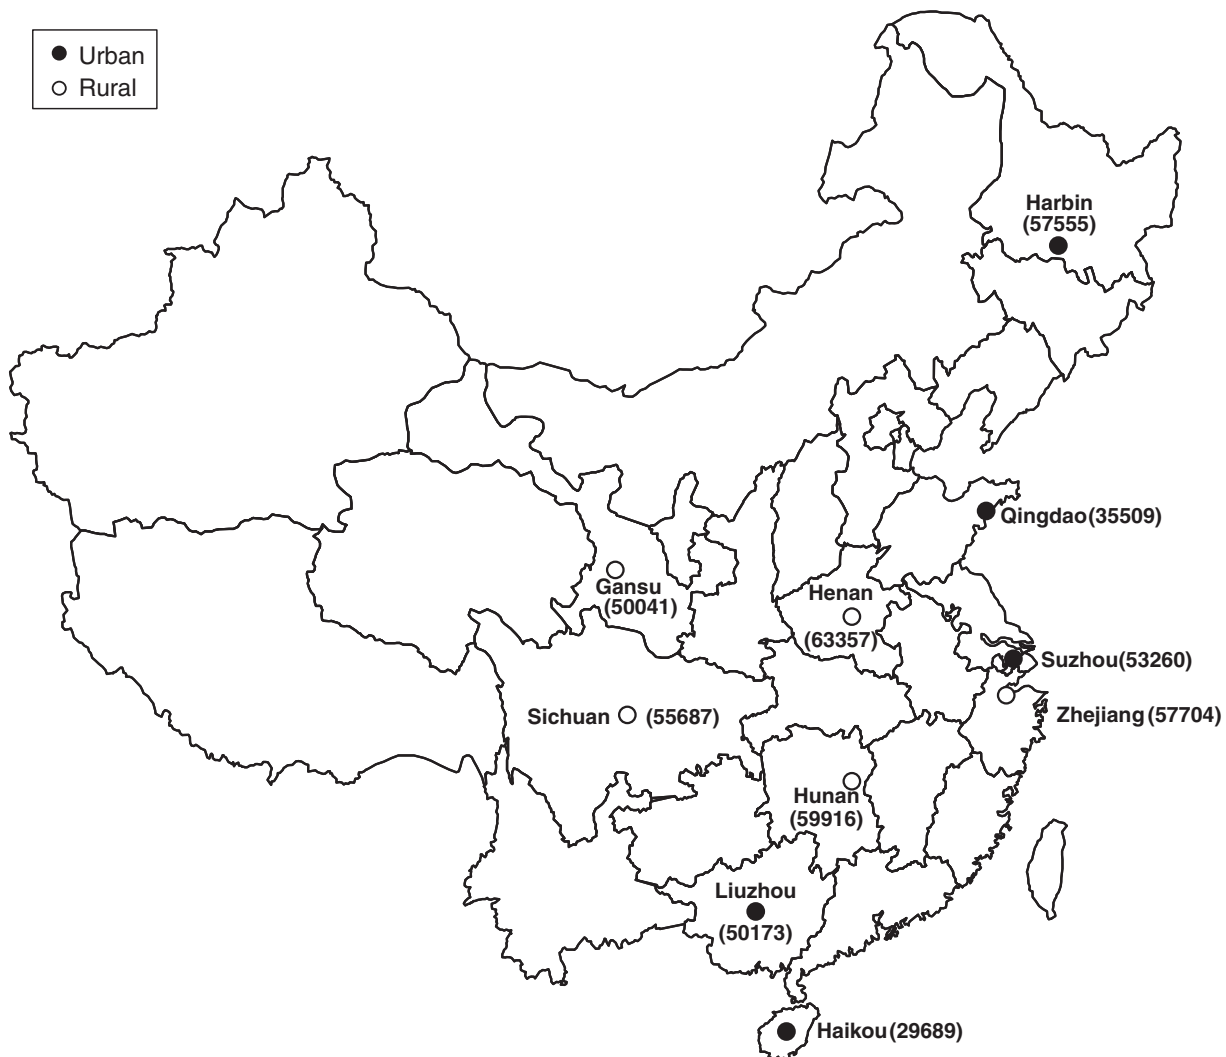 Urban
Rural
Harbin
(57555)
Qingdao (35509)
Gansu
(50041)
Henan
(63357)
Suzhou (53260)
Sichuan (55687)
Zhejiang (57704)
Hunan
(59916)
Liuzhou
(50173)
Haikou (29689)